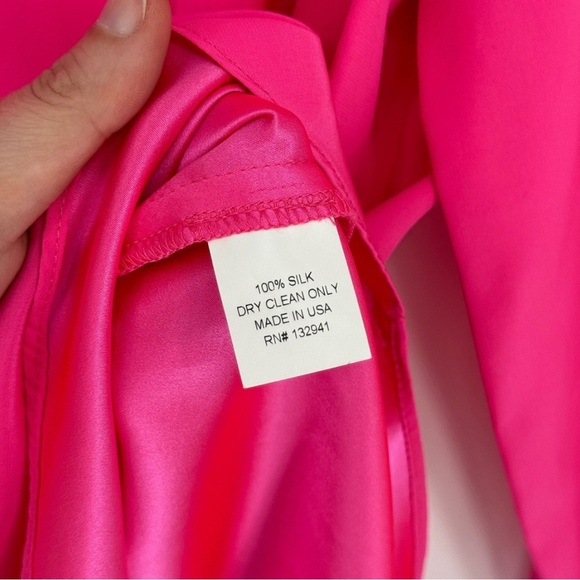 100% SILK
DRY CLEAN ONLY
MADE IN USA
RN# 132941